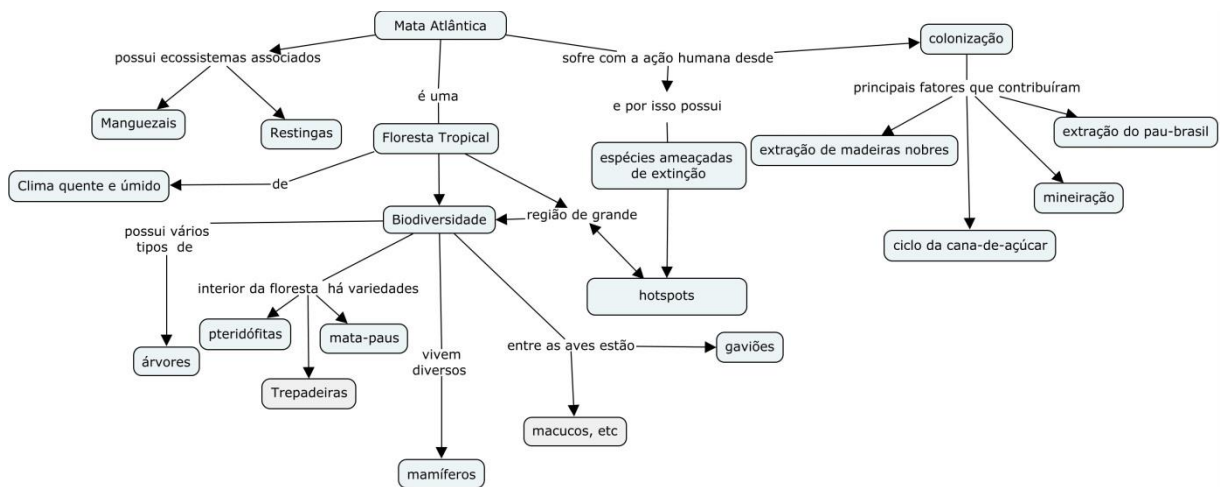 Mata Atlântica
colonização
possui ecossistemas associados
sofre com a ação humana desde
principais fatores que contribuíram
é uma
e por isso possui
Manguezais
Restingas
Floresta Tropical
extração do pau-brasil
extração de madeiras nobres
espécies ameaçadas
de extinção
Clima quente e úmido
de
mineiração
Biodiversidade
região de grande
possui vários
tipos de
ciclo da cana-de-açúcar
interior da floresta há variedades
hotspots
pteridófitas
mata-paus
entre as aves estão
gaviões
árvores
vivem
diversos
Trepadeiras
macucos, etc
mamíferos